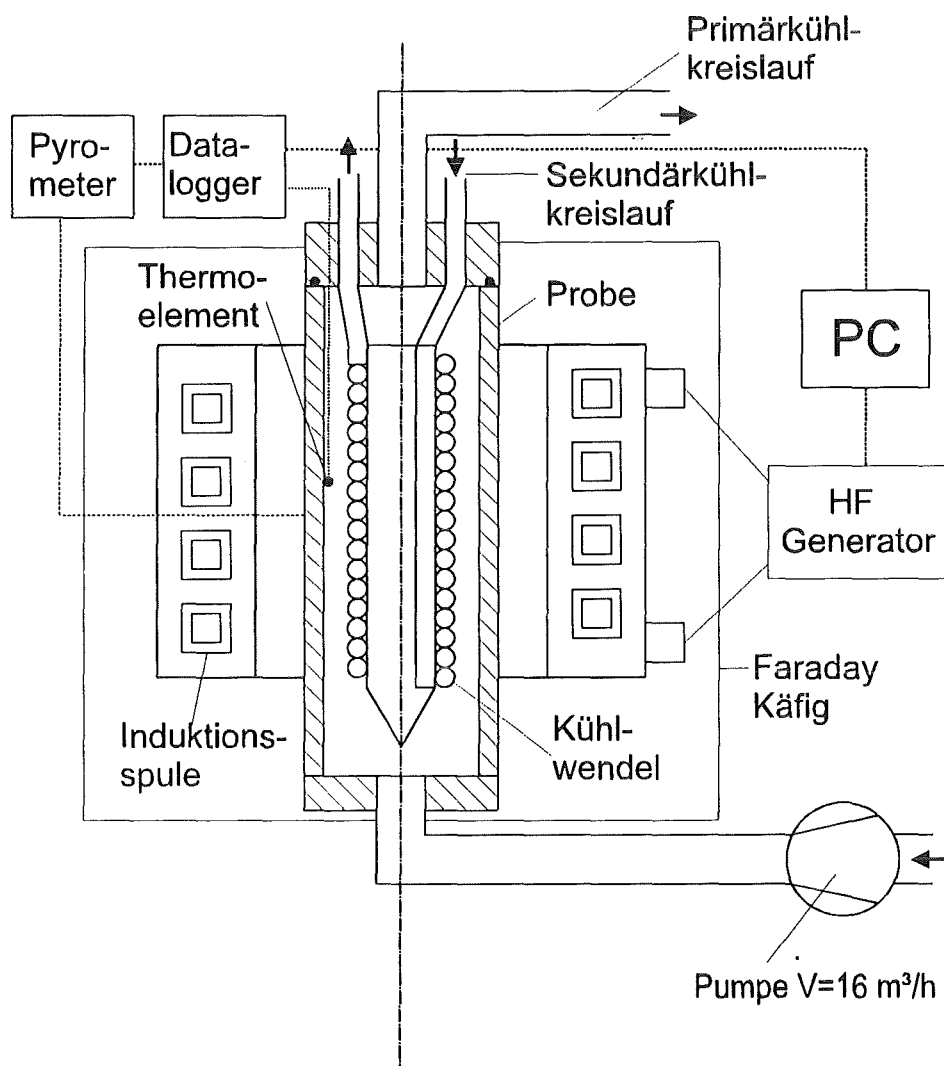 Primärkühl-
kreislauf
Pyro-
meter
Data-
logger
Sekundärkühl-
kreislauf
Thermo-
element
Probe
PC
HF
Generator
Faraday
Käfig
Induktions-
spule
Kühl-
wendel
Pumpe V=16 m³/h